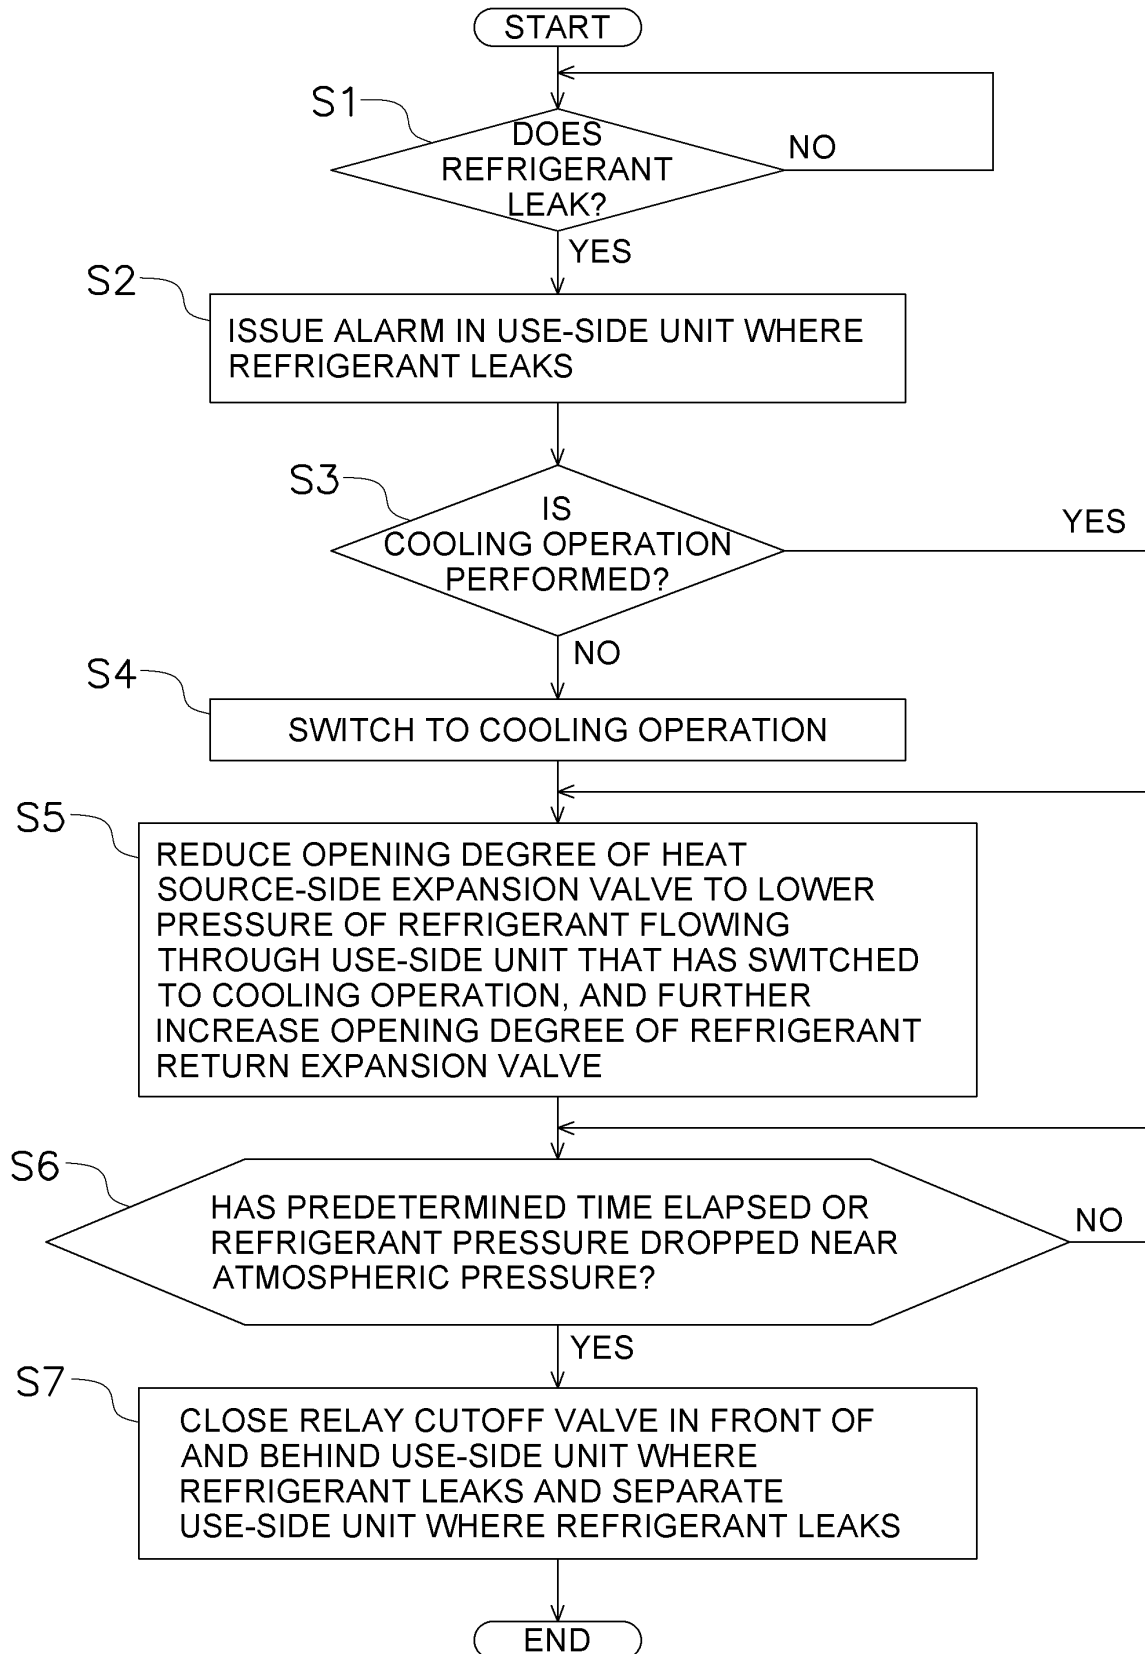 START
S1
DOES
REFRIGERANT
LEAK?
NO
YES
S2
ISSUE ALARM IN USE-SIDE UNIT WHERE
REFRIGERANT LEAKS
S3
IS
COOLING OPERATION
PERFORMED?
YES
NO
S4
SWITCH TO COOLING OPERATION
S5
REDUCE OPENING DEGREE OF HEAT
SOURCE-SIDE EXPANSION VALVE TO LOWER
PRESSURE OF REFRIGERANT FLOWING
THROUGH USE-SIDE UNIT THAT HAS SWITCHED
TO COOLING OPERATION, AND FURTHER
INCREASE OPENING DEGREE OF REFRIGERANT
RETURN EXPANSION VALVE
S6
HAS PREDETERMINED TIME ELAPSED OR
REFRIGERANT PRESSURE DROPPED NEAR
ATMOSPHERIC PRESSURE?
NO
YES
S7
CLOSE RELAY CUTOFF VALVE IN FRONT OF
AND BEHIND USE-SIDE UNIT WHERE
REFRIGERANT LEAKS AND SEPARATE
USE-SIDE UNIT WHERE REFRIGERANT LEAKS
END